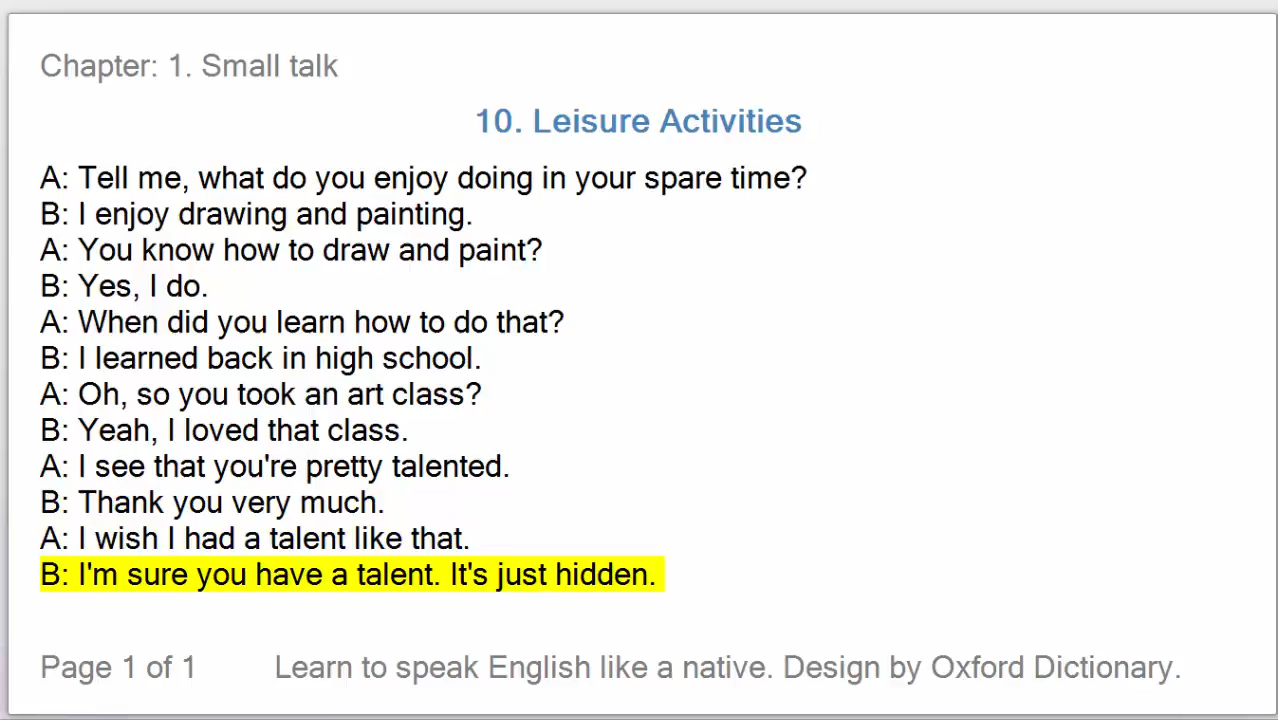 Chapter: 1. Small talk
10. Leisure Activities
A: Tell me, what do you enjoy doing in your spare time?
B: I enjoy drawing and painting.
A: You know how to draw and paint?
B: Yes, I do.
A: When did you learn how to do that?
B: I learned back in high school.
A: Oh, so you took an art class?
B: Yeah, I loved that class.
A: I see that you're pretty talented.
B: Thank you very much.
A: I wish I had a talent like that.
B: I'm sure you have a talent. It's just hidden.
Page 1 of 1 Learn to speak English like a native. Design by Oxford Dictionary.